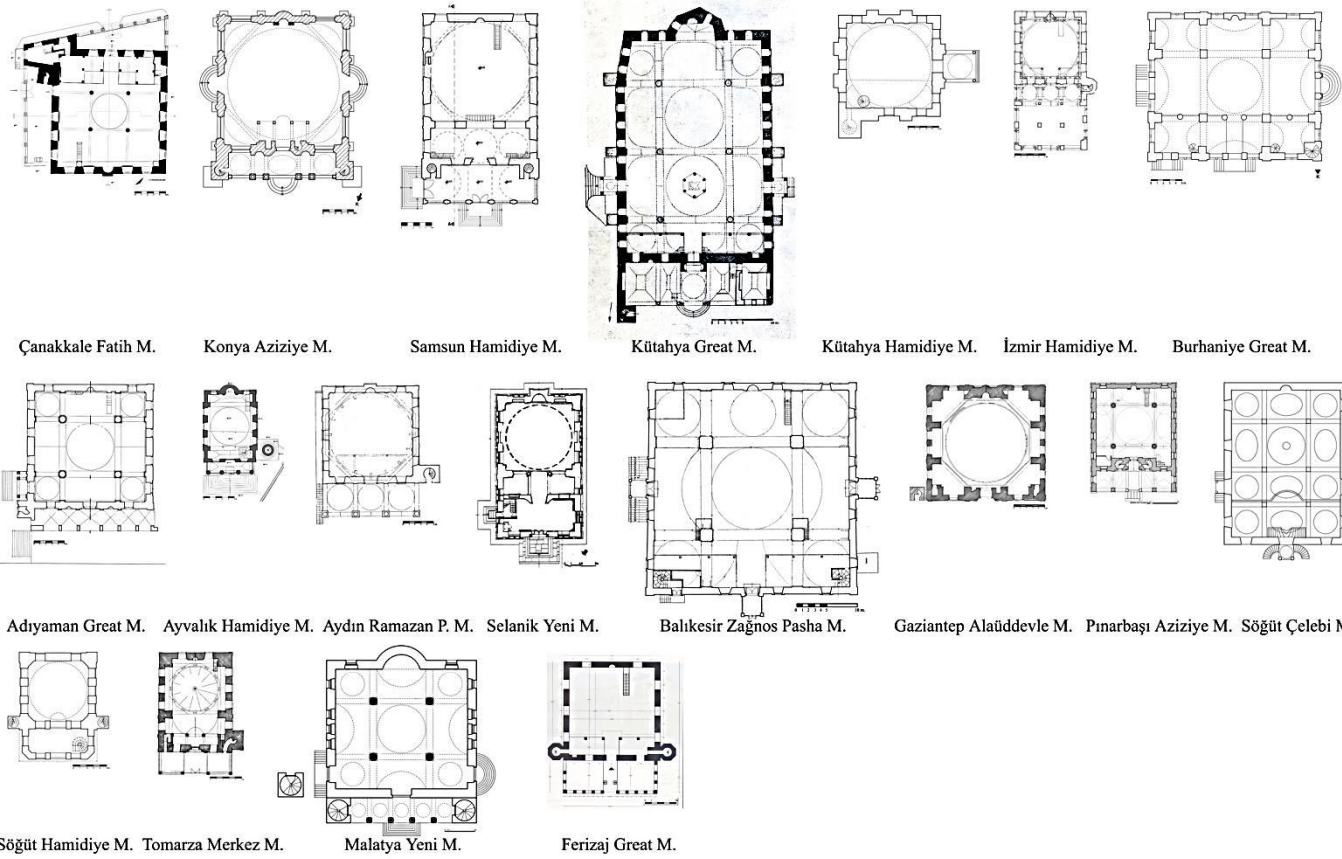 Çanakkale Fatih M. Konya Aziziye M. Samsun Hamidiye M. Kütahya Great M. Kütahya Hamidiye M. İzmir Hamidiye M. Burhaniye Great M.
Adıyaman Great M. Ayvalık Hamidiye M. Aydın Ramazan P. M. Selanik Yeni M. Balıkesir Zağnos Pasha M. Gaziantep Alaüddevle M. Pınarbaşı Aziziye M. Söğüt Çelebi M
Söğüt Hamidiye M. Tomarza Merkez M. Malatya Yeni M. Ferizaj Great M.